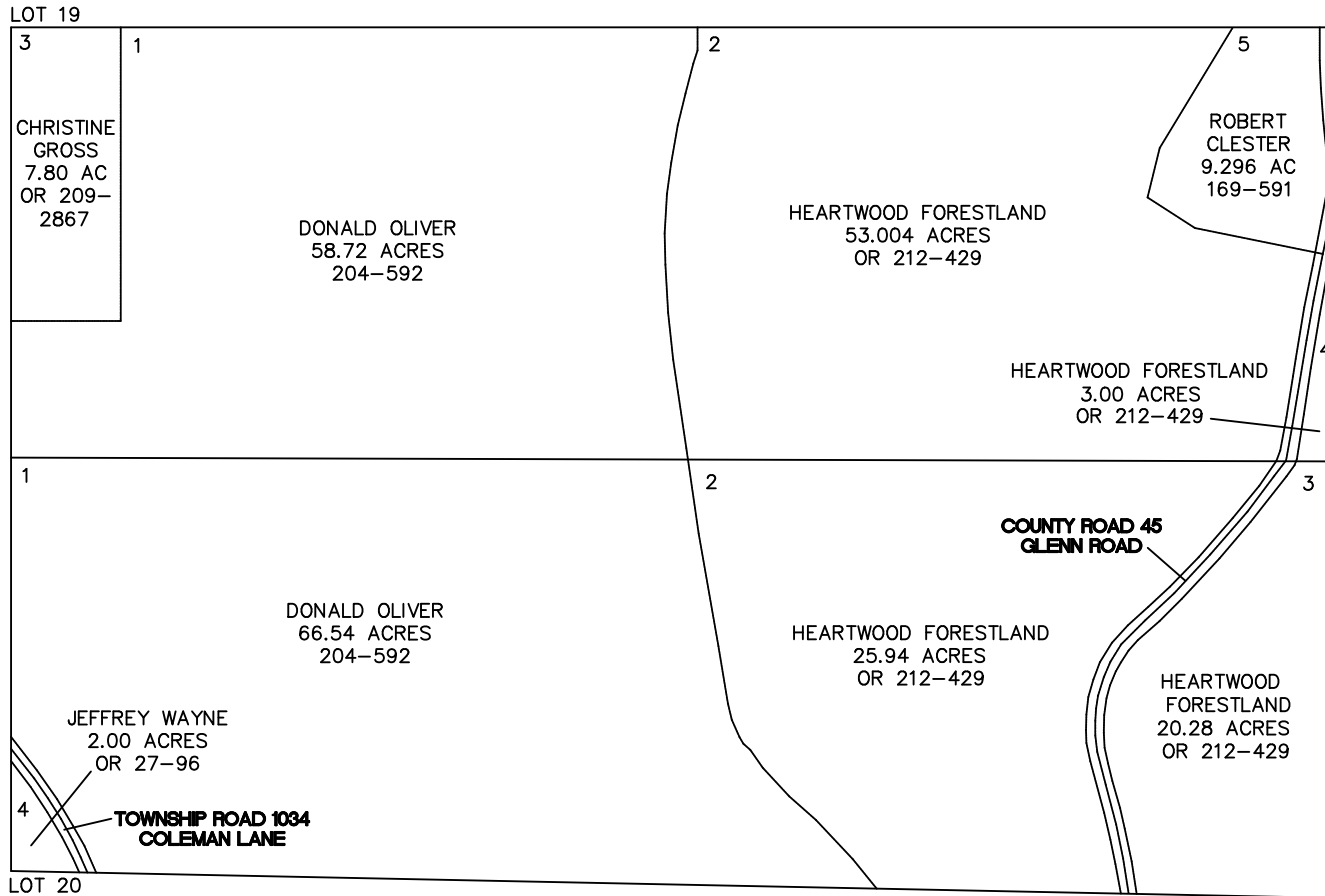 LOT 19
3
1
2
5
CHRISTINE
GROSS
7.80 AC
OR 209-
2867
DONALD OLIVER
58.72 ACRES
204-592
HEARTWOOD FORESTLAND
53.004 ACRES
OR 212-429
ROBERT
CLESTER
9.296 AC
169-591
4
HEARTWOOD FORESTLAND
3.00 ACRES
OR 212-429
1
2
3
COUNTY ROAD 45
GLENN ROAD
DONALD OLIVER
66.54 ACRES
204-592
HEARTWOOD FORESTLAND
25.94 ACRES
OR 212-429
HEARTWOOD
FORESTLAND
20.28 ACRES
OR 212-429
JEFFREY WAYNE
2.00 ACRES
OR 27-96
4
TOWNSHIP ROAD 1034
COLEMAN LANE
LOT 20